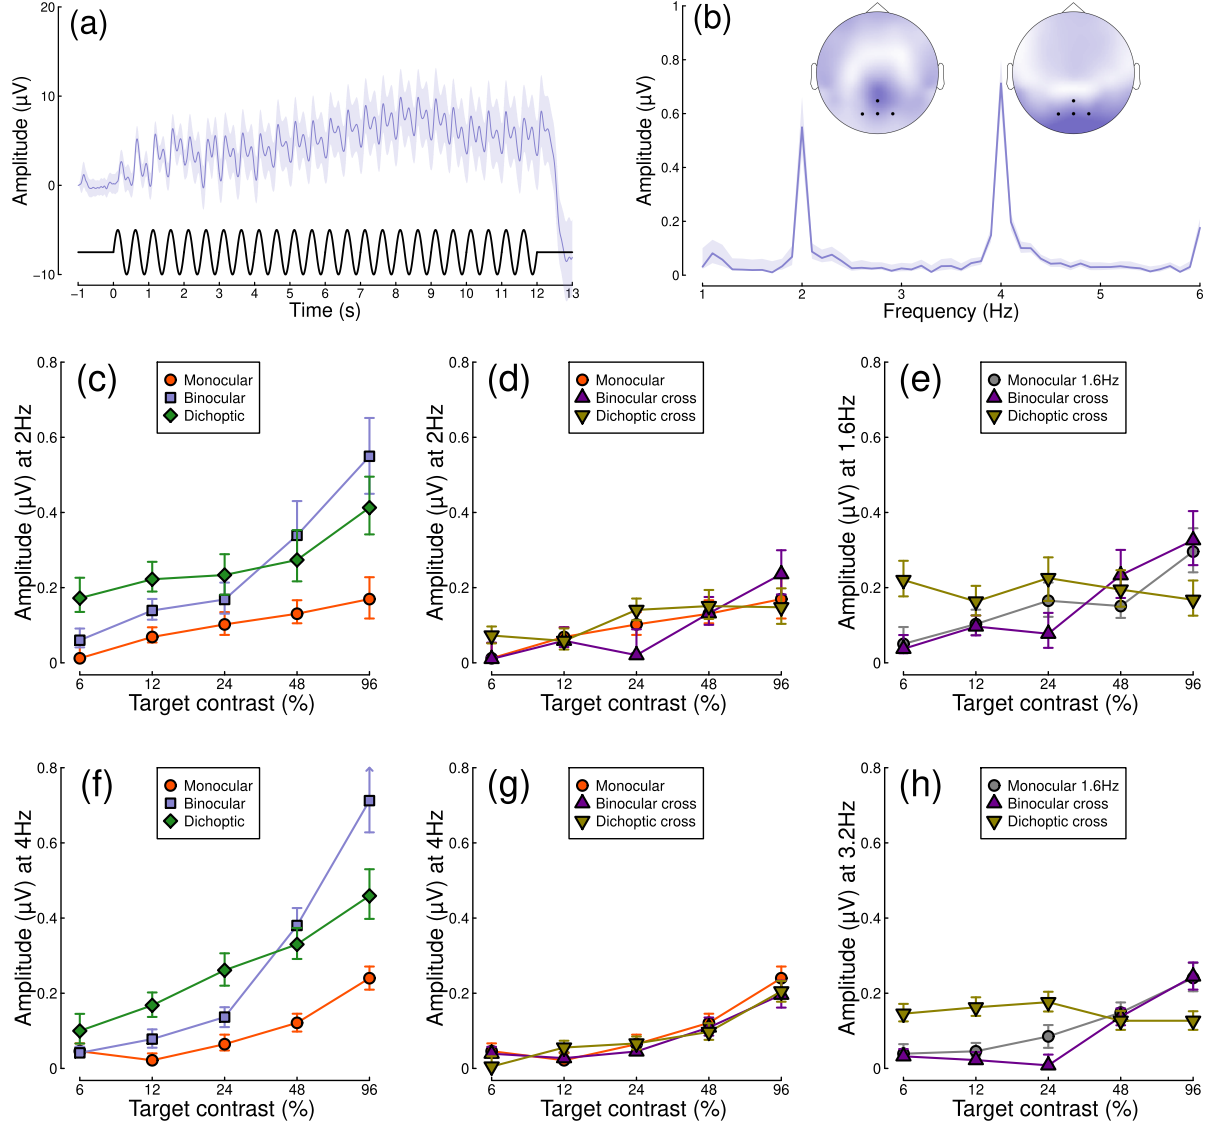 (a)
Amplitude (µV)
20
10
0
−10
−1 0 1 2 3 4 5 6 7 8 9 10 11 12 13
Time (s)
(b)
Amplitude (µV)
1
0.8
0.6
0.4
0.2
0
1 2 3 4 5 6
Frequency (Hz)
(c)
Monocular
Binocular
Dichoptic
Amplitude (µV) at 2Hz
0.8
0.6
0.4
0.2
0
6 12 24 48 96
Target contrast (%)
(d)
Monocular
Binocular cross
Dichoptic cross
Amplitude (µV) at 2Hz
0.8
0.6
0.4
0.2
0
6 12 24 48 96
Target contrast (%)
(e)
Monocular 1.6Hz
Binocular cross
Dichoptic cross
Amplitude (µV) at 1.6Hz
0.8
0.6
0.4
0.2
0
6 12 24 48 96
Target contrast (%)
(f)
Monocular
Binocular
Dichoptic
Amplitude (µV) at 4Hz
0.8
0.6
0.4
0.2
0
6 12 24 48 96
Target contrast (%)
(g)
Monocular
Binocular cross
Dichoptic cross
Amplitude (µV) at 4Hz
0.8
0.6
0.4
0.2
0
6 12 24 48 96
Target contrast (%)
(h)
Monocular 1.6Hz
Binocular cross
Dichoptic cross
Amplitude (µV) at 3.2Hz
0.8
0.6
0.4
0.2
0
6 12 24 48 96
Target contrast (%)